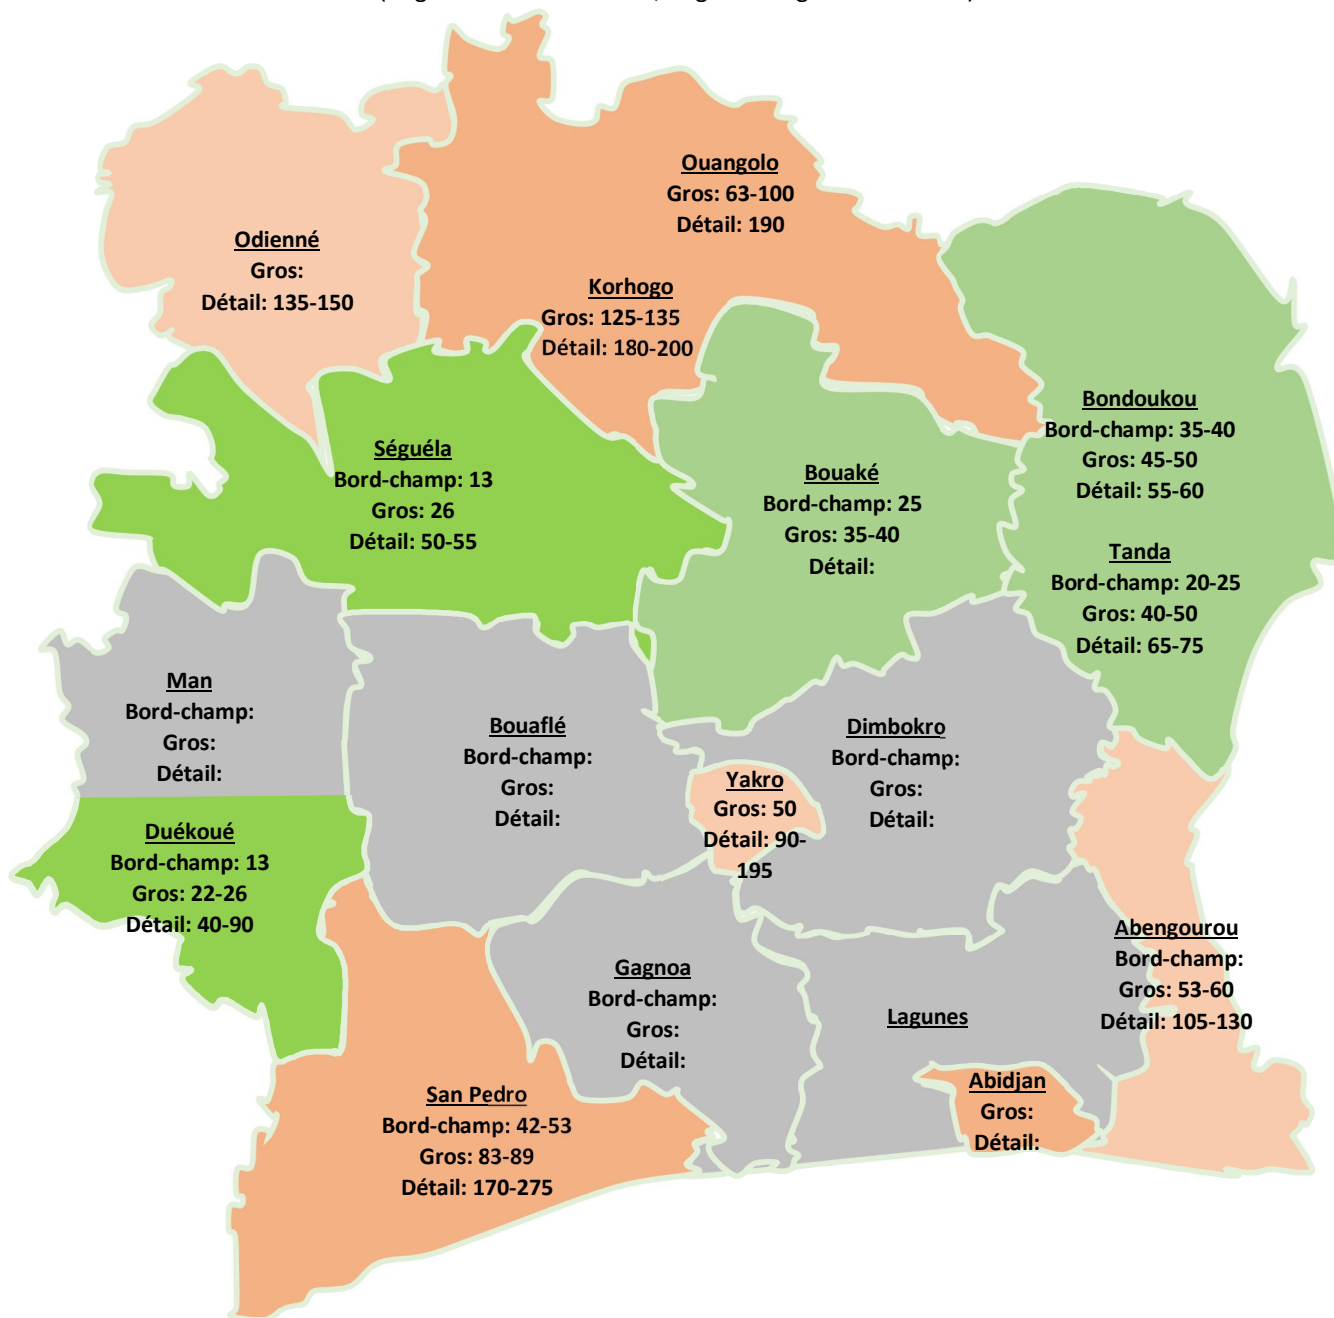 Ouangolo
Gros: 63-100
Détail: 190
Odienné
Gros:
Détail: 135-150
Korhogo
Gros: 125-135
Détail: 180-200
Bondoukou
Bord-champ: 35-40
Gros: 45-50
Détail: 55-60
Séguéla
Bord-champ: 13
Gros: 26
Détail: 50-55
Bouaké
Bord-champ: 25
Gros: 35-40
Détail:
Tanda
Bord-champ: 20-25
Gros: 40-50
Détail: 65-75
Man
Bord-champ:
Gros:
Détail:
Bouaflé
Bord-champ:
Gros:
Détail:
Dimbokro
Bord-champ:
Gros:
Détail:
Yakro
Gros: 50
Détail: 90-
195
Duékoué
Bord-champ: 13
Gros: 22-26
Détail: 40-90
Abengourou
Bord-champ:
Gros: 53-60
Détail: 105-130
Gagnoa
Bord-champ:
Gros:
Détail:
Lagunes
Abidjan
Gros:
Détail:
San Pedro
Bord-champ: 42-53
Gros: 83-89
Détail: 170-275